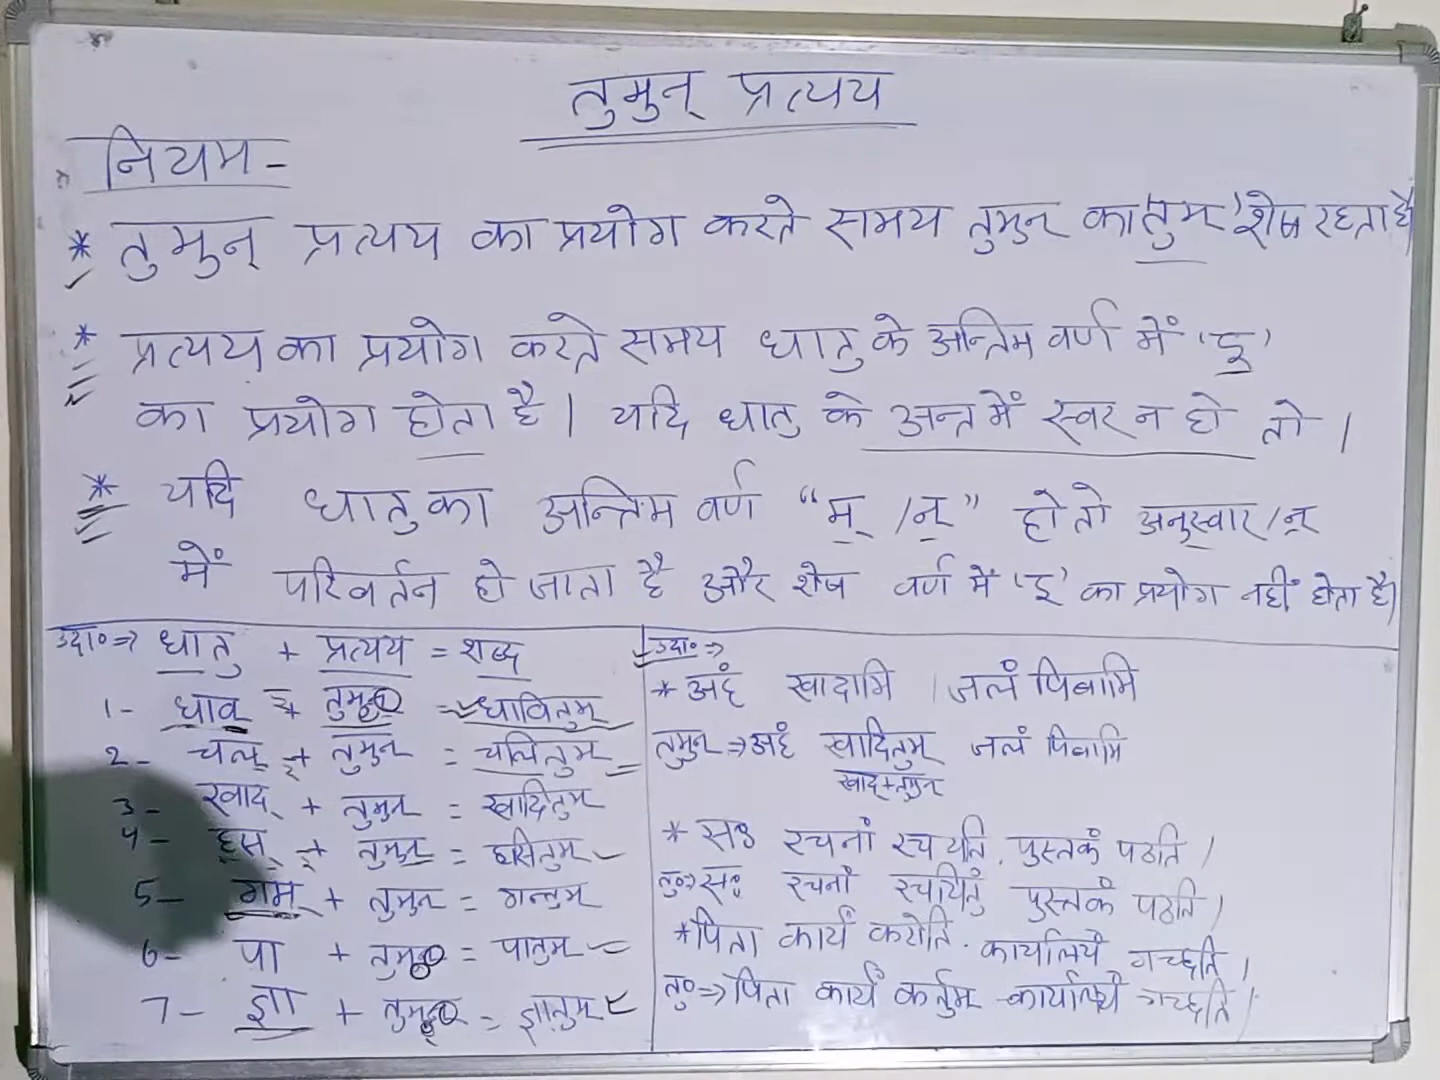 तुमुन् प्रत्यय
नियम-
* तुमुन् प्रत्यय का प्रयोग करते समय तुमुन् का 'तुम्' शेष रहता है
* प्रत्यय का प्रयोग करते समय धातु के अन्तिम वर्ण में 'इ'
का प्रयोग होता है। यदि धातु के अन्त में स्वर न हो तो।
* यदि धातु का अन्तिम वर्ण "म् /न्" हो तो अनुस्वार/न्
में परिवर्तन हो जाता है और शेष वर्ण में 'इ' का प्रयोग नहीं होता है।
उदा०⇒ धातु + प्रत्यय = शब्द
1- धाव् इ+ तुमुन् = धावितुम्
2- चल् इ+ तुमुन् = चलितुम्
3- खाद् + तुमुन् = खादितुम्
4- हस् इ+ तुमुन् = हसितुम्
5- गम् + तुमुन् = गन्तुम्
6- पा + तुमुन् = पातुम्
7- ज्ञा + तुमुन् = ज्ञातुम्
उदा०⇒
* अहं खादामि । जलं पिबामि
तुमुन्⇒अहं खादितुम् जलं पिबामि
खाद्+तुमुन्
* सः रचनां रचयति. पुस्तकं पठति।
तु०⇒सः रचनां रचयितुं पुस्तकं पठति।
*पिता कार्यं करोति. कार्यालयं गच्छति।
तु०⇒पिता कार्यं कर्तुम् कार्यालयं गच्छति।